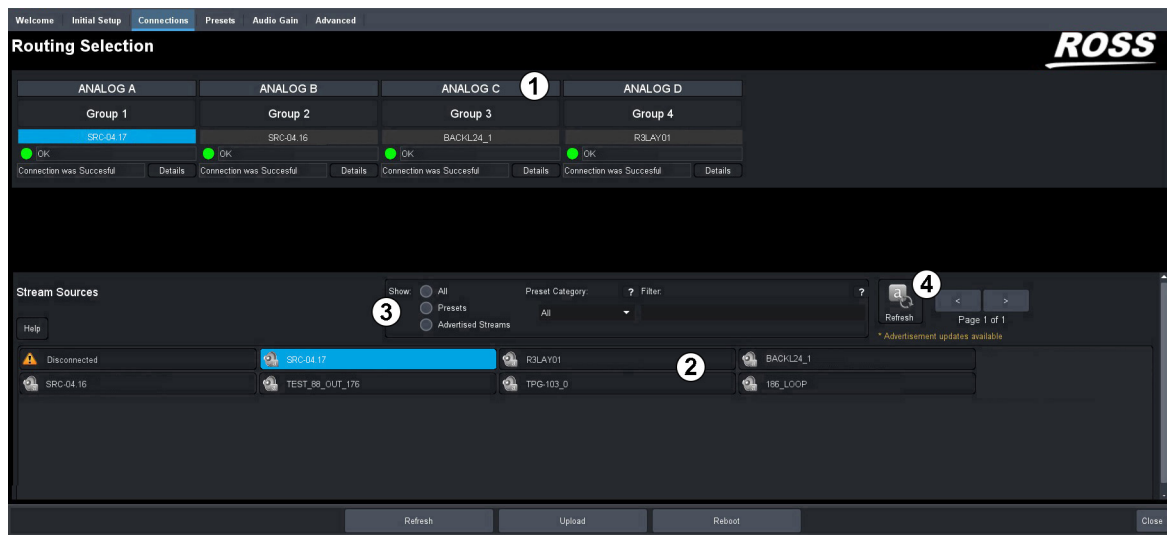 Welcome Initial Setup Connections Presets Audio Gain Advanced
Routing Selection
ROSS
ANALOG A ANALOG B ANALOG C 1 ANALOG D
Group 1 Group 2 Group 3 Group 4
SRC-04.17 SRC-04.16 BACKL24_1 R3LAY01
OK OK OK OK
Connection was Succesful Details Connection was Succesful Details Connection was Succesful Details Connection was Succesful Details
Stream Sources
Help
Show: All
3 Presets
Advertised Streams
Preset Category: ? Filter: ?
All
a 4
Refresh
< >
Page 1 of 1
* Advertisement updates available
Disconnected SRC-04.17 R3LAY01 2 BACKL24_1
SRC-04.16 TEST_88_OUT_176 TPG-103_0 186_LOOP
Refresh Upload Reboot Close